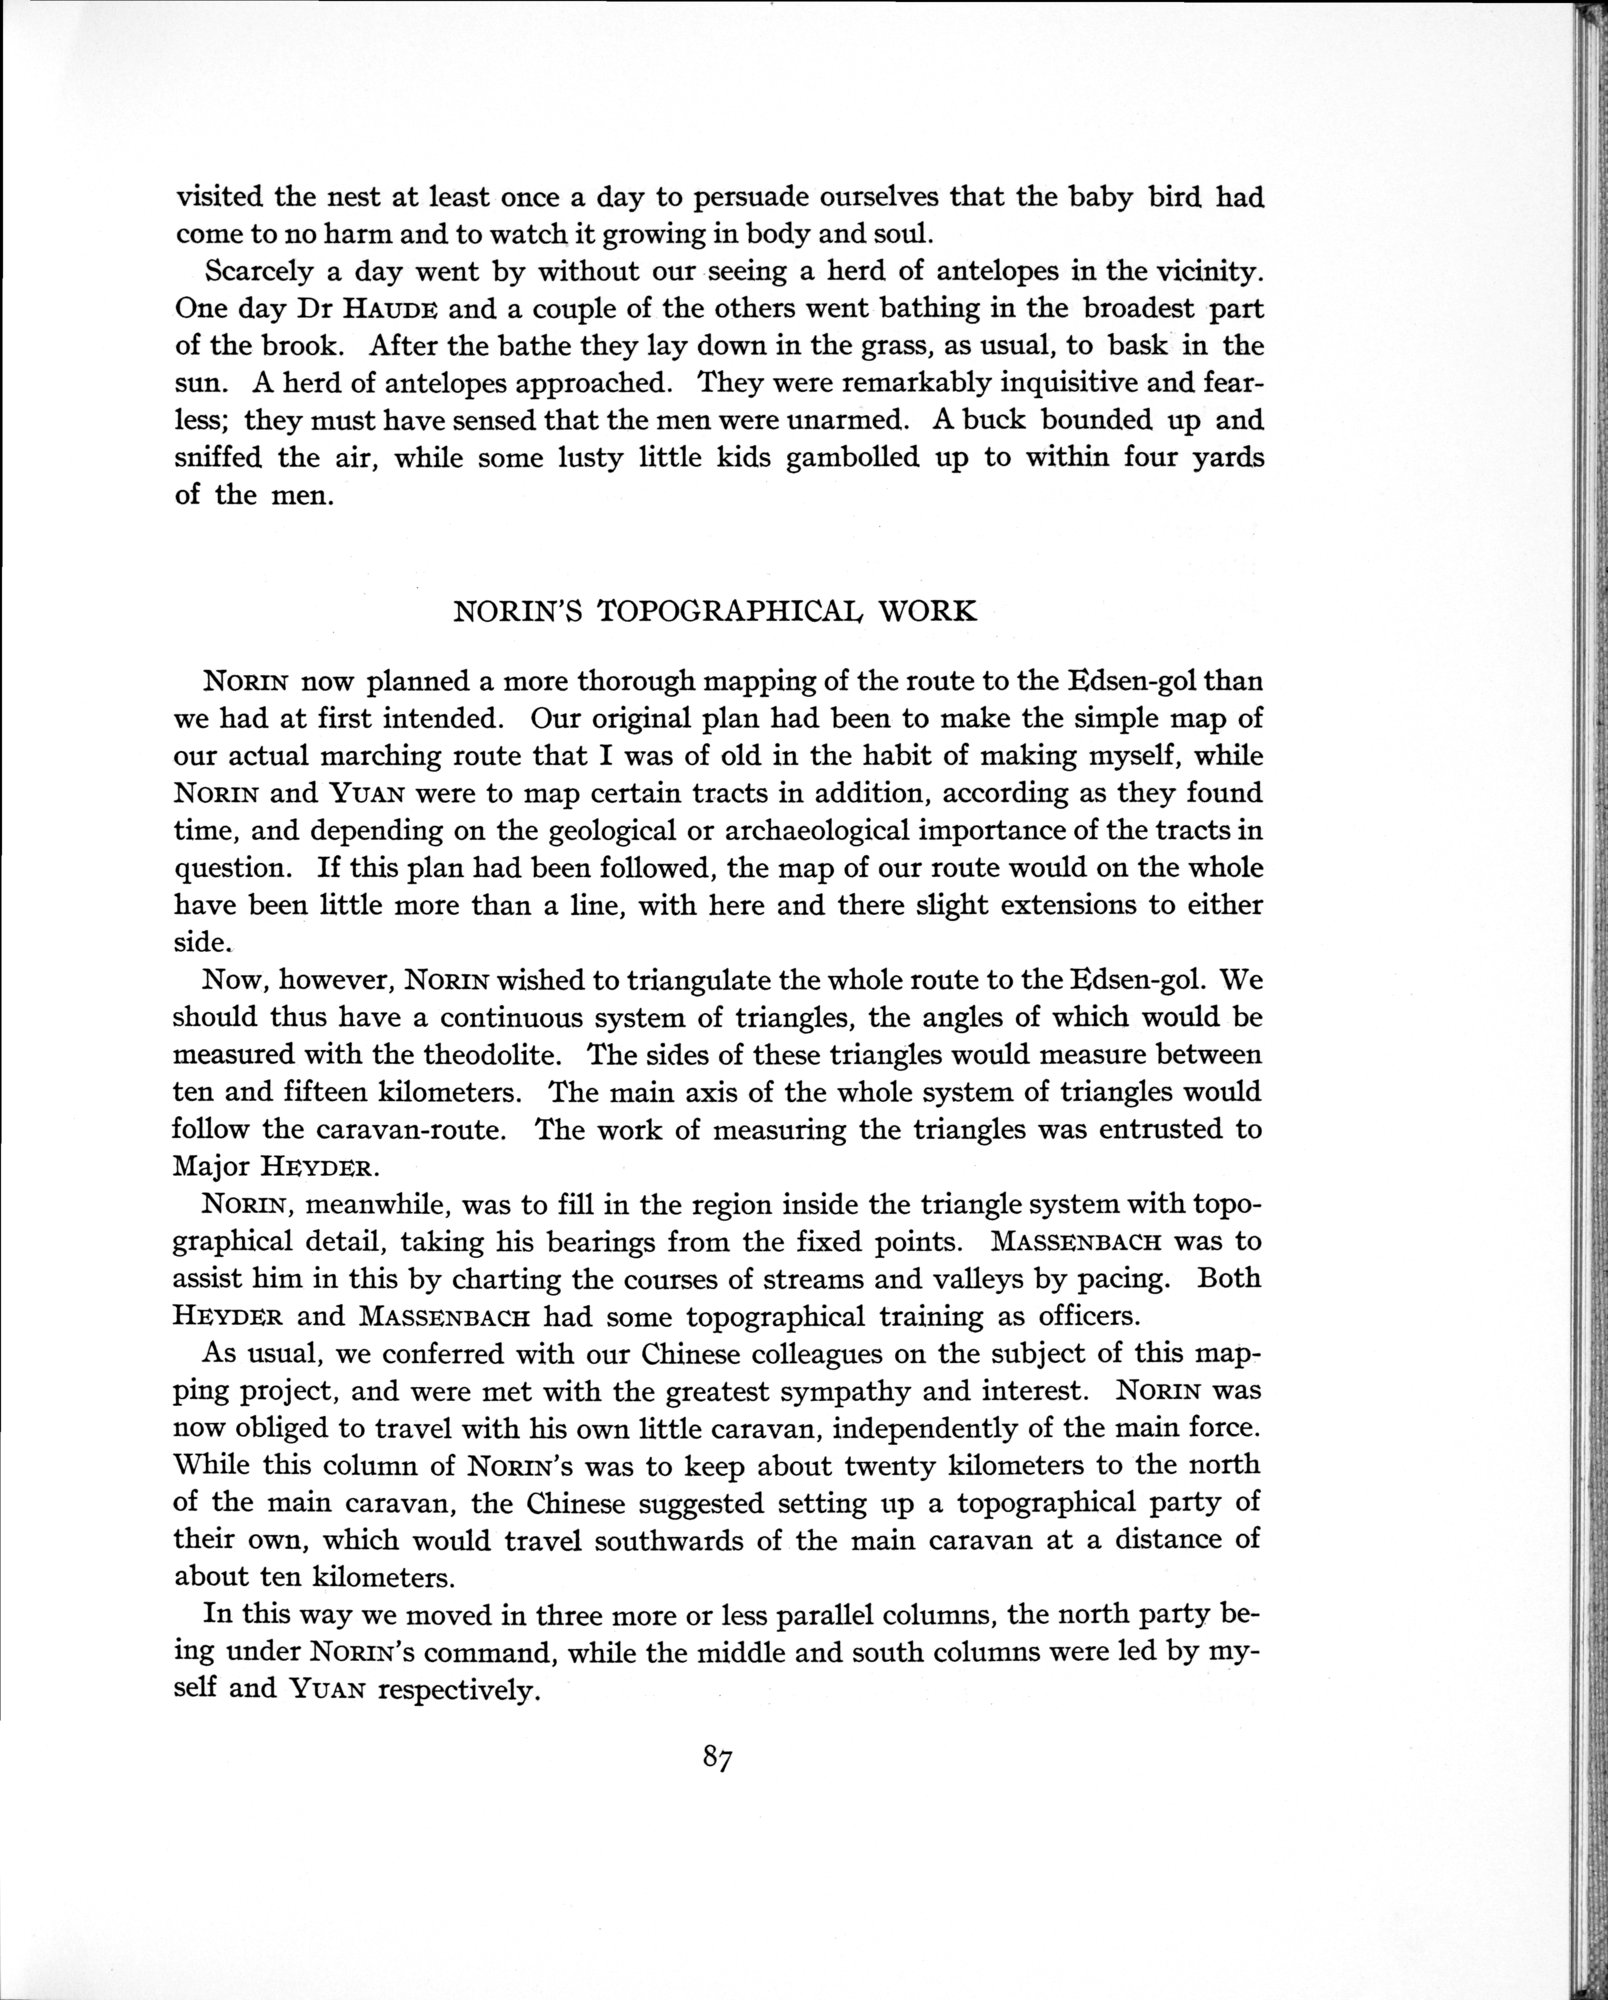 visited the nest at least once a day to persuade ourselves that the baby bird had
come to no harm and to watch it growing in body and soul.
Scarcely a day went by without our seeing a herd of antelopes in the vicinity.
One day Dr HAUDE and a couple of the others went bathing in the broadest part
of the brook. After the bathe they lay down in the grass, as usual, to bask in the
sun. A herd of antelopes approached. They were remarkably inquisitive and fear-
less; they must have sensed that the men were unarmed. A buck bounded up and
sniffed the air, while some lusty little kids gambolled up to within four yards
of the men.
NORIN'S TOPOGRAPHICAL WORK
NORIN now planned a more thorough mapping of the route to the Edsen-gol than
we had at first intended. Our original plan had been to make the simple map of
our actual marching route that I was of old in the habit of making myself, while
NORIN and YUAN were to map certain tracts in addition, according as they found
time, and depending on the geological or archaeological importance of the tracts in
question. If this plan had been followed, the map of our route would on the whole
have been little more than a line, with here and there slight extensions to either
side.
Now, however, NORIN wished to triangulate the whole route to the Edsen-gol. We
should thus have a continuous system of triangles, the angles of which would be
measured with the theodolite. The sides of these triangles would measure between
ten and fifteen kilometers. The main axis of the whole system of triangles would
follow the caravan-route. The work of measuring the triangles was entrusted to
Major HEYDER.
NORIN, meanwhile, was to fill in the region inside the triangle system with topo-
graphical detail, taking his bearings from the fixed points. MASSENBACH was to
assist him in this by charting the courses of streams and valleys by pacing. Both
HEYDER and MASSENBACH had some topographical training as officers.
As usual, we conferred with our Chinese colleagues on the subject of this map-
ping project, and were met with the greatest sympathy and interest. NORIN was
now obliged to travel with his own little caravan, independently of the main force.
While this column of NORIN's was to keep about twenty kilometers to the north
of the main caravan, the Chinese suggested setting up a topographical party of
their own, which would travel southwards of the main caravan at a distance of
about ten kilometers.
In this way we moved in three more or less parallel columns, the north party be-
ing under NORIN's command, while the middle and south columns were led by my-
self and YUAN respectively.
87